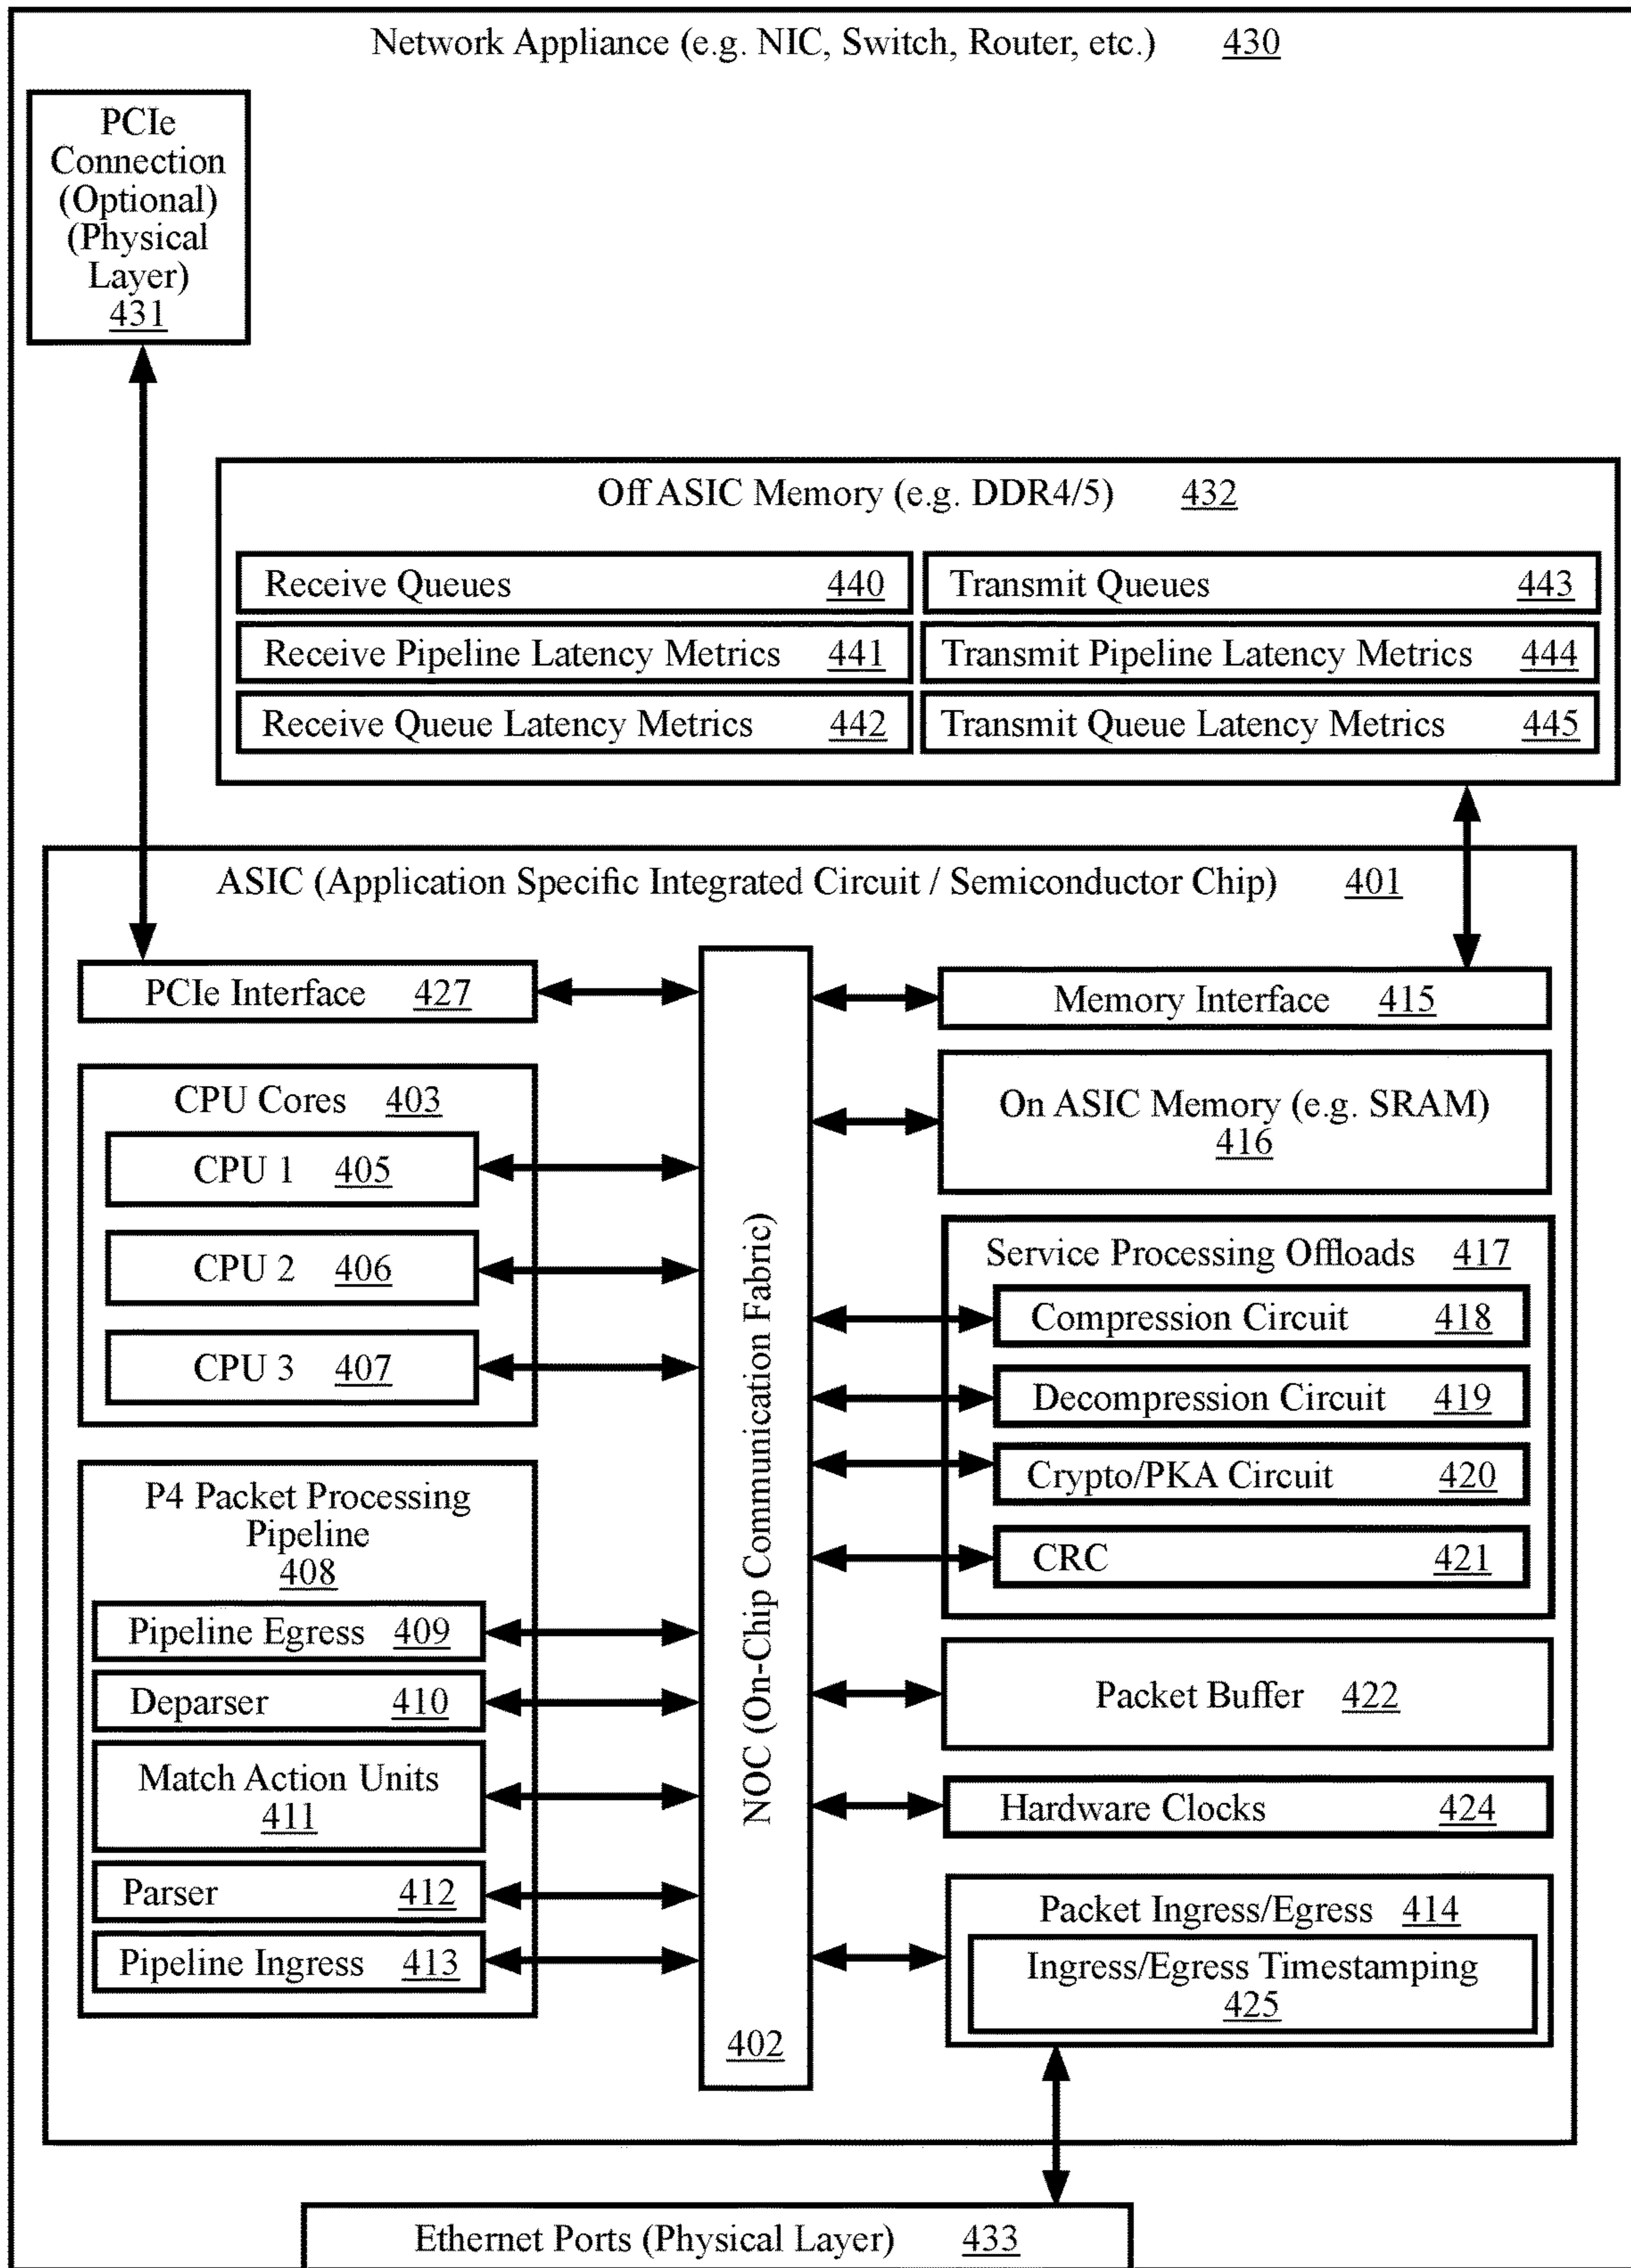 Network Appliance (e.g. NIC, Switch, Router, etc.) 430
PCIe
Connection
(Optional)
(Physical
Layer)
431
Off ASIC Memory (e.g. DDR4/5) 432
Receive Queues 440
Transmit Queues 443
Receive Pipeline Latency Metrics 441
Transmit Pipeline Latency Metrics 444
Receive Queue Latency Metrics 442
Transmit Queue Latency Metrics 445
ASIC (Application Specific Integrated Circuit / Semiconductor Chip) 401
PCIe Interface 427
CPU Cores 403
CPU 1 405
CPU 2 406
CPU 3 407
P4 Packet Processing
Pipeline
408
Pipeline Egress 409
Deparser 410
Match Action Units
411
Parser 412
Pipeline Ingress 413
NOC (On-Chip Communication Fabric)
402
Memory Interface 415
On ASIC Memory (e.g. SRAM)
416
Service Processing Offloads 417
Compression Circuit 418
Decompression Circuit 419
Crypto/PKA Circuit 420
CRC 421
Packet Buffer 422
Hardware Clocks 424
Packet Ingress/Egress 414
Ingress/Egress Timestamping
425
Ethernet Ports (Physical Layer) 433